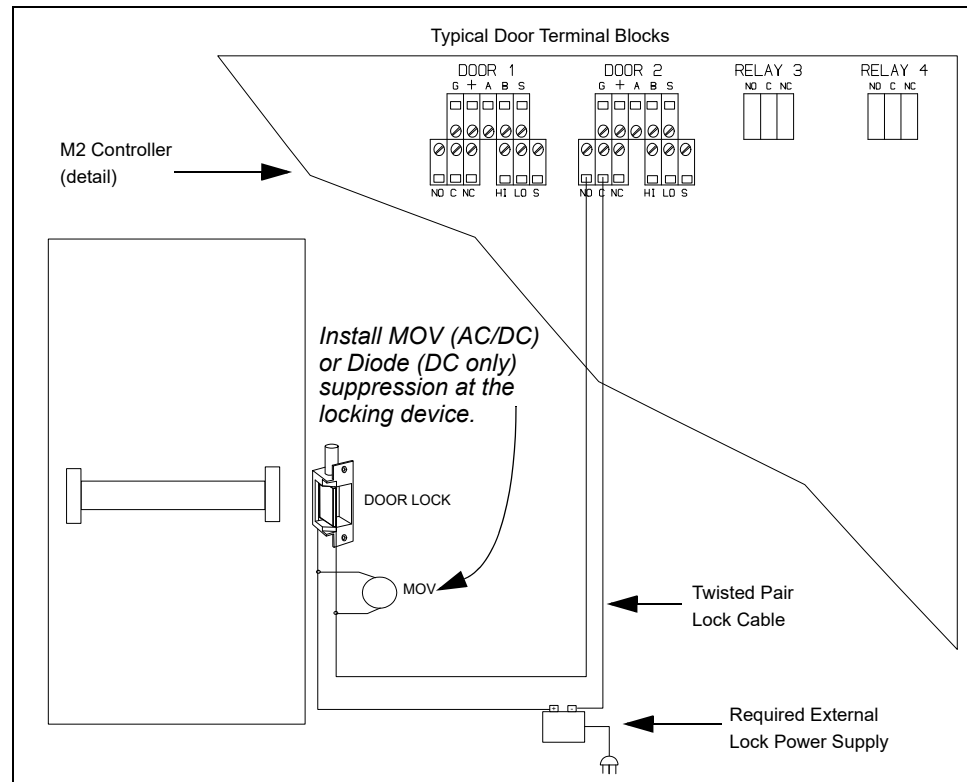 Typical Door Terminal Blocks
DOOR 1 DOOR 2 RELAY 3 RELAY 4
G + A B S G + A B S NO C NC NO C NC
M2 Controller
(detail)
NO C NC HI LO S NO C NC HI LO S
Install MOV (AC/DC)
or Diode (DC only)
suppression at the
locking device.
DOOR LOCK
MOV
Twisted Pair
Lock Cable
+ -
Required External
Lock Power Supply